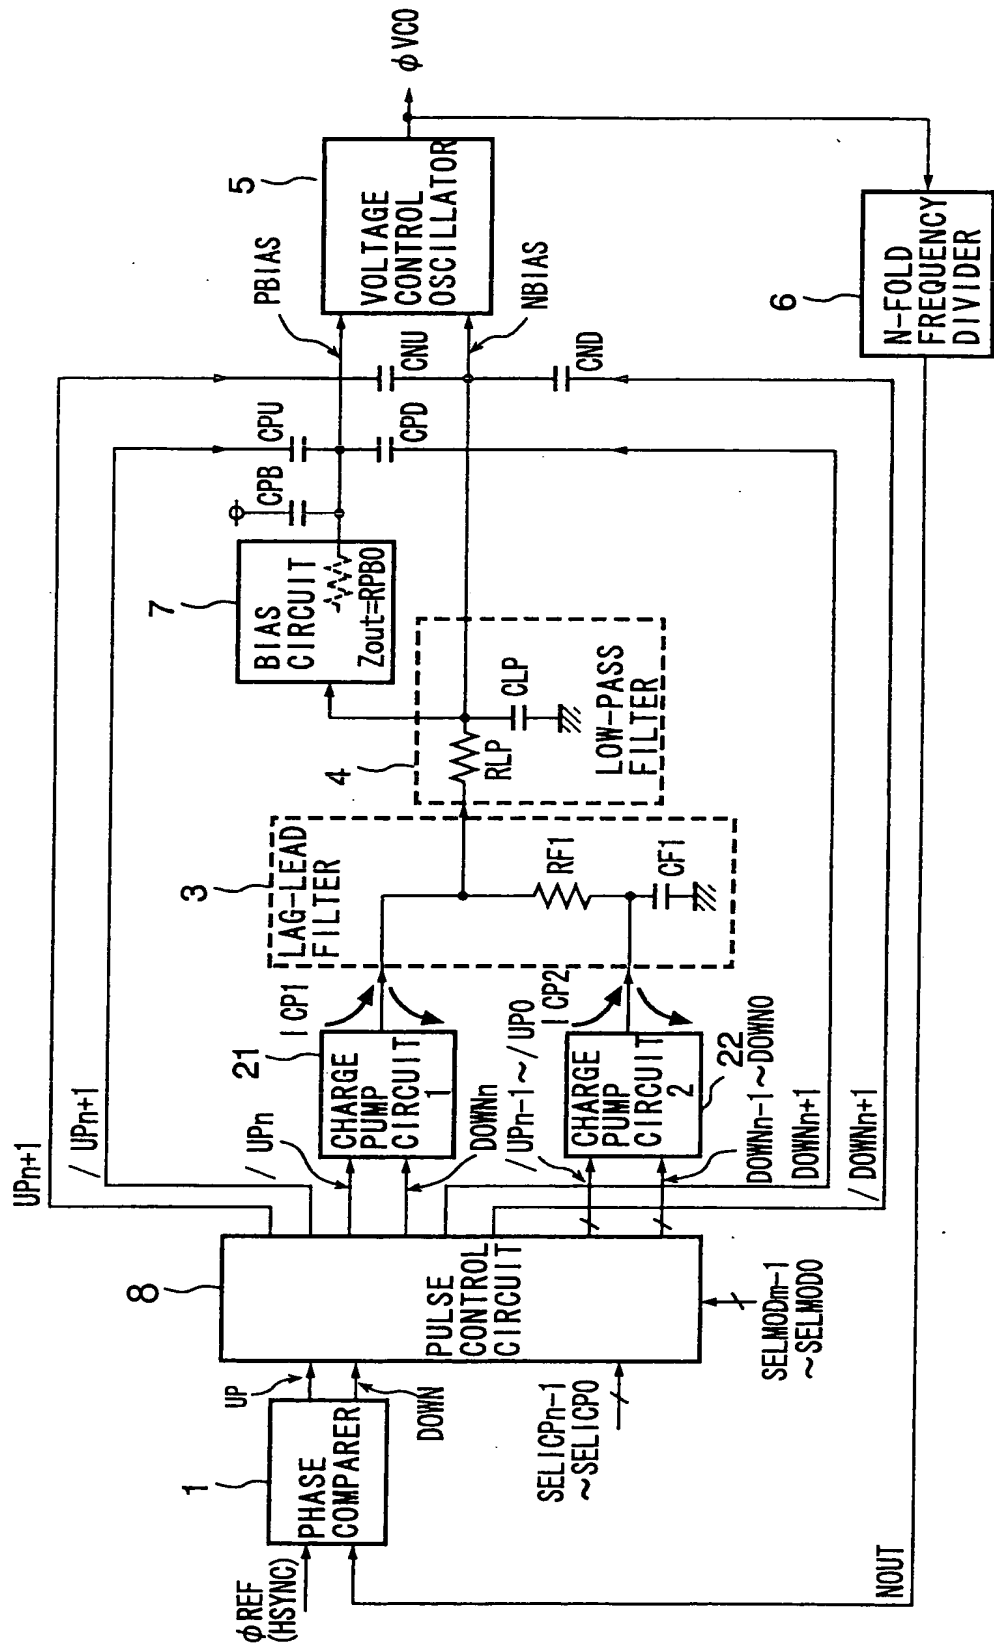 φREF
(HSYNC)
1
PHASE
COMPARER
UP
DOWN
NOUT
8
PULSE
CONTROL
CIRCUIT
SELICPn-1
~SELICP0
SELMODm-1
~SELMOD0
UPn+1
/UPn+1
/UPn
DOWNn
/UPn-1~/UP0
DOWNn-1~DOWN0
DOWNn+1
/DOWNn+1
21
CHARGE
PUMP
CIRCUIT
1
ICP1
22
CHARGE
PUMP
CIRCUIT
2
ICP2
3
LAG-LEAD
FILTER
RF1
CF1
4
RLP
CLP
LOW-PASS
FILTER
7
BIAS
CIRCUIT
Zout=RPB0
CPB
CPU
CPD
CNU
CND
PBIAS
NBIAS
5
VOLTAGE
CONTROL
OSCILLATOR
φVCO
6
N-FOLD
FREQUENCY
DIVIDER